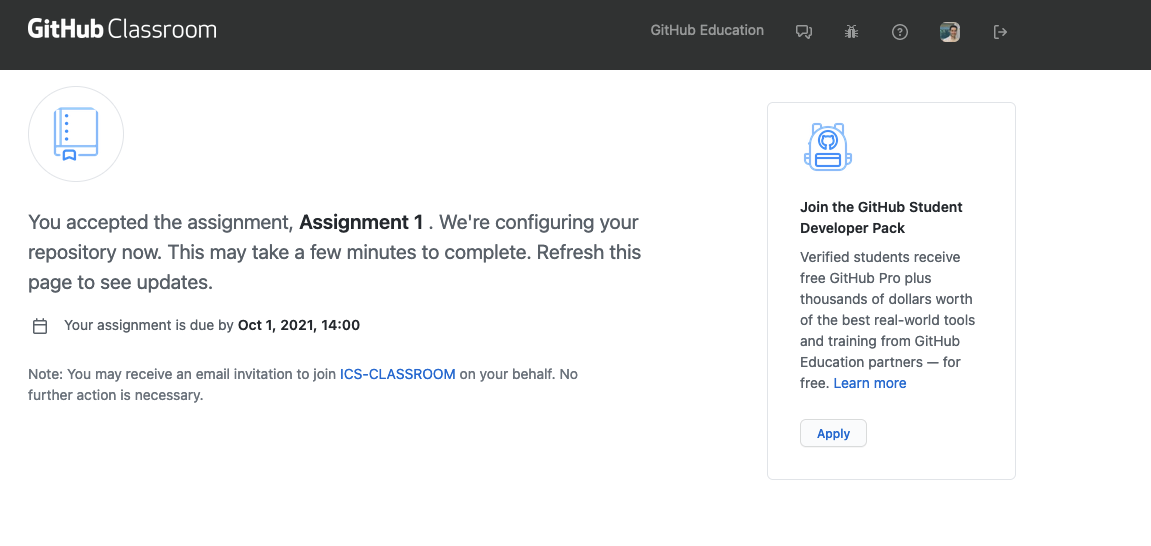 GitHub Classroom
GitHub Education
You accepted the assignment, Assignment 1 . We're configuring your
repository now. This may take a few minutes to complete. Refresh this
page to see updates.
Your assignment is due by Oct 1, 2021, 14:00
Note: You may receive an email invitation to join ICS-CLASSROOM on your behalf. No
further action is necessary.
Join the GitHub Student
Developer Pack
Verified students receive
free GitHub Pro plus
thousands of dollars worth
of the best real-world tools
and training from GitHub
Education partners — for
free. Learn more
Apply